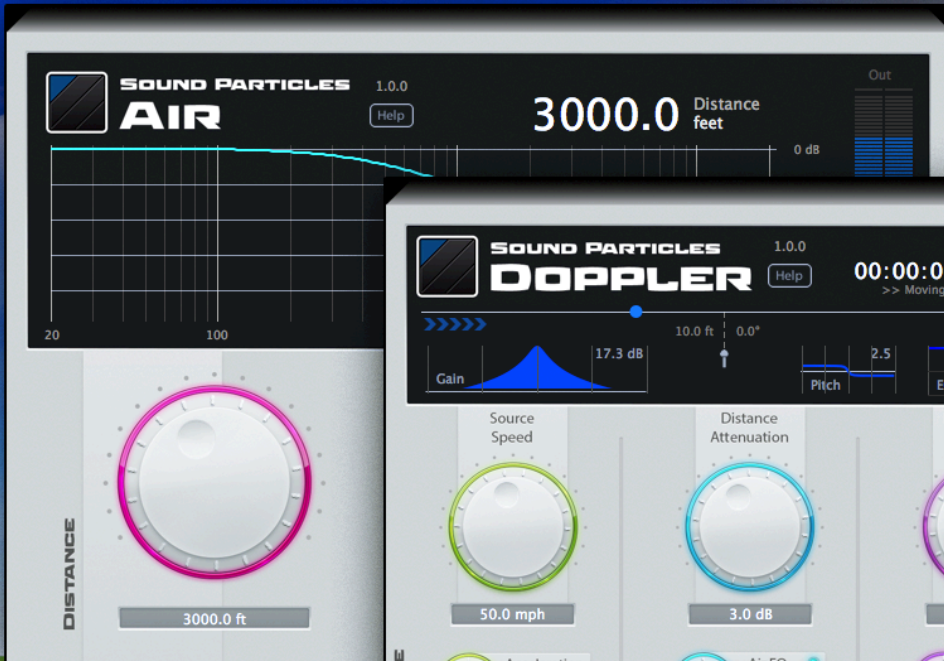 SOUND PARTICLES
AIR
1.0.0
Help
3000.0
Distance
feet
Out
0 dB
20
100
DISTANCE
3000.0 ft
SOUND PARTICLES
DOPPLER
1.0.0
Help
00:00:0
>> Moving
10.0 ft
0.0°
Gain
17.3 dB
Pitch
2.5
E
Source
Speed
Distance
Attenuation
50.0 mph
3.0 dB